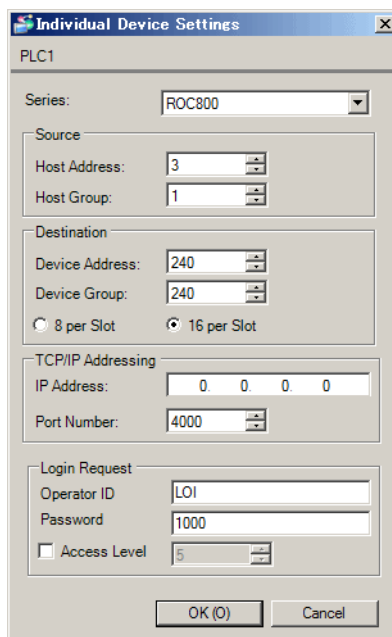 Individual Device Settings
PLC1
Series: ROC800
Source
Host Address: 3
Host Group: 1
Destination
Device Address: 240
Device Group: 240
8 per Slot 16 per Slot
TCP/IP Addressing
IP Address: 0. 0. 0. 0
Port Number: 4000
Login Request
Operator ID LOI
Password 1000
Access Level 5
OK (O) Cancel